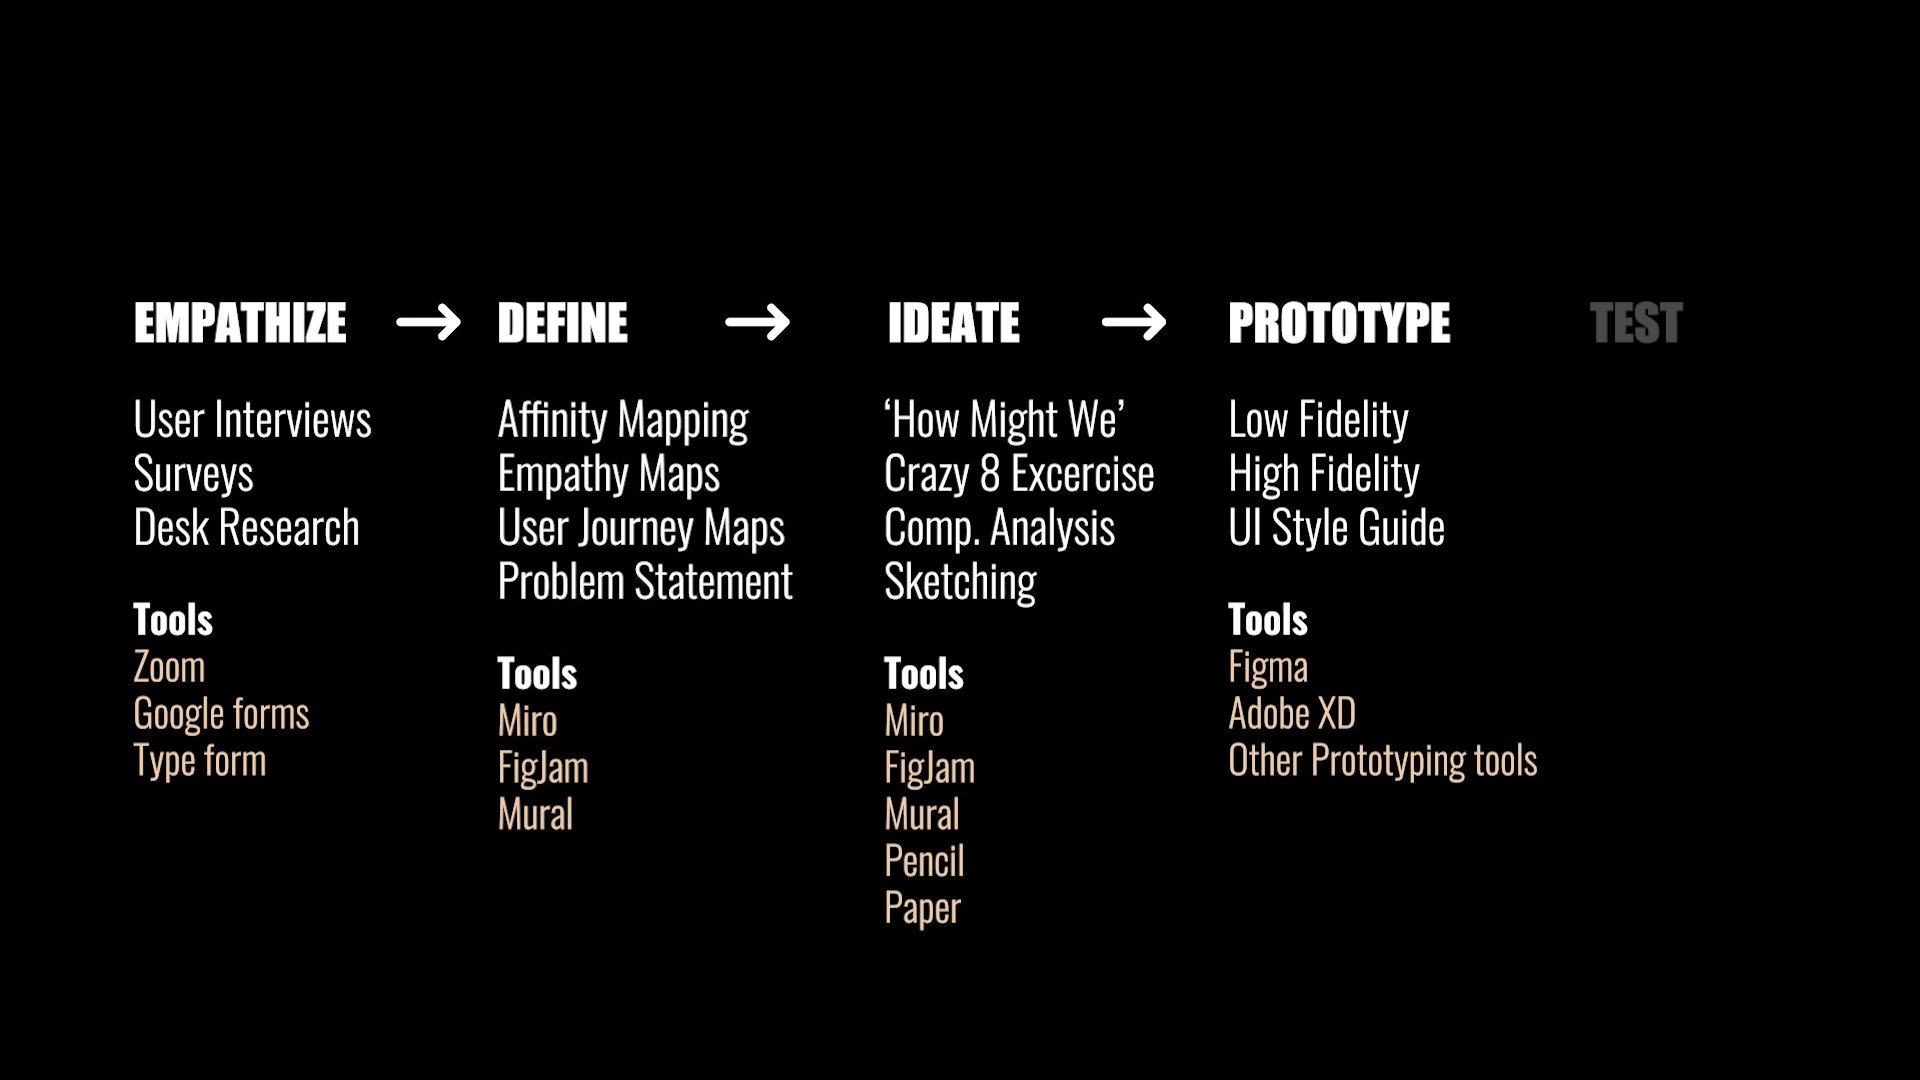 EMPATHIZE → DEFINE → IDEATE → PROTOTYPE TEST
User Interviews
Surveys
Desk Research
Tools
Zoom
Google forms
Type form
Affinity Mapping
Empathy Maps
User Journey Maps
Problem Statement
Tools
Miro
FigJam
Mural
‘How Might We’
Crazy 8 Excercise
Comp. Analysis
Sketching
Tools
Miro
FigJam
Mural
Pencil
Paper
Low Fidelity
High Fidelity
UI Style Guide
Tools
Figma
Adobe XD
Other Prototyping tools